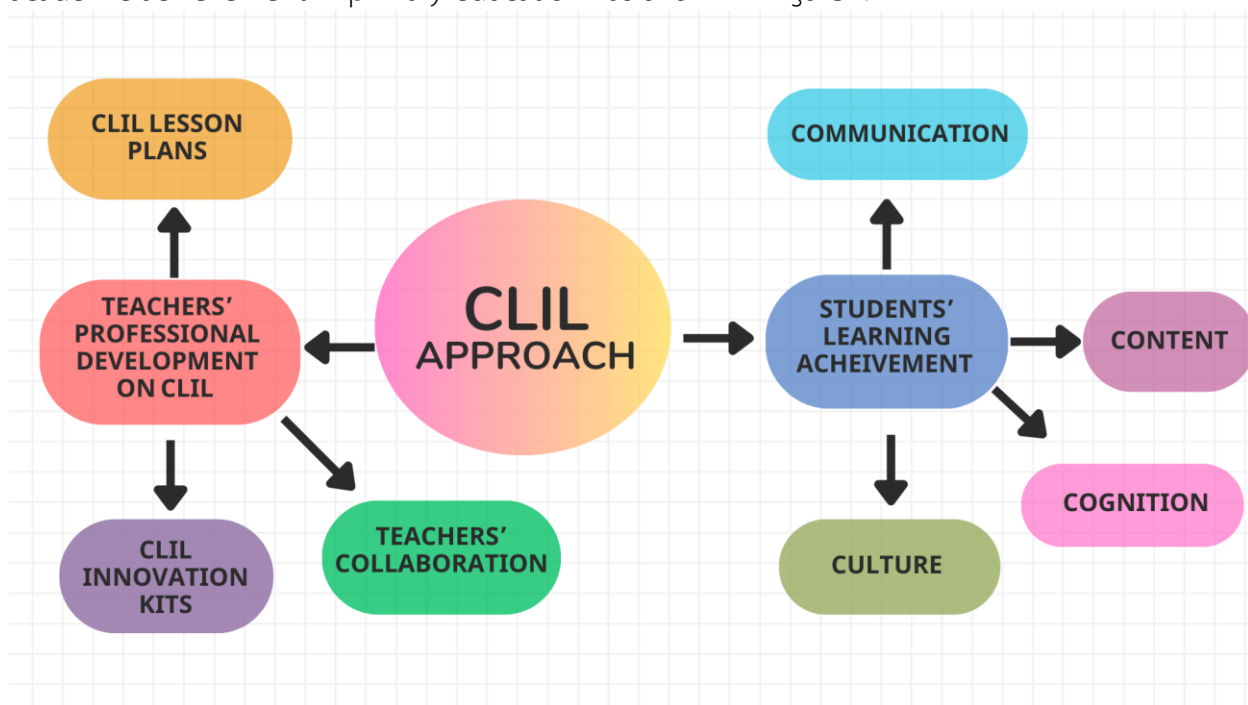 CLIL LESSON
PLANS
TEACHERS’
PROFESSIONAL
DEVELOPMENT
ON CLIL
CLIL
INNOVATION
KITS
TEACHERS’
COLLABORATION
CLIL
APPROACH
STUDENTS’
LEARNING
ACHEIVEMENT
COMMUNICATION
CONTENT
COGNITION
CULTURE